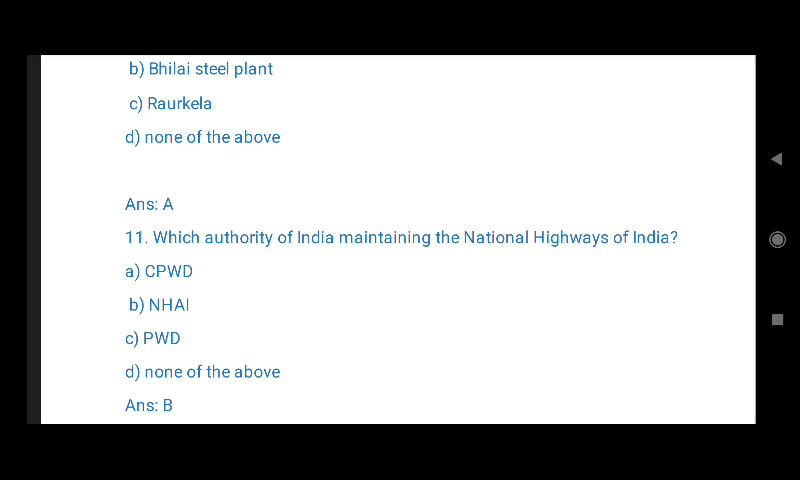 b) Bhilai steel plant
c) Raurkela
d) none of the above
Ans: A
11. Which authority of India maintaining the National Highways of India?
a) CPWD
b) NHAI
c) PWD
d) none of the above
Ans: B